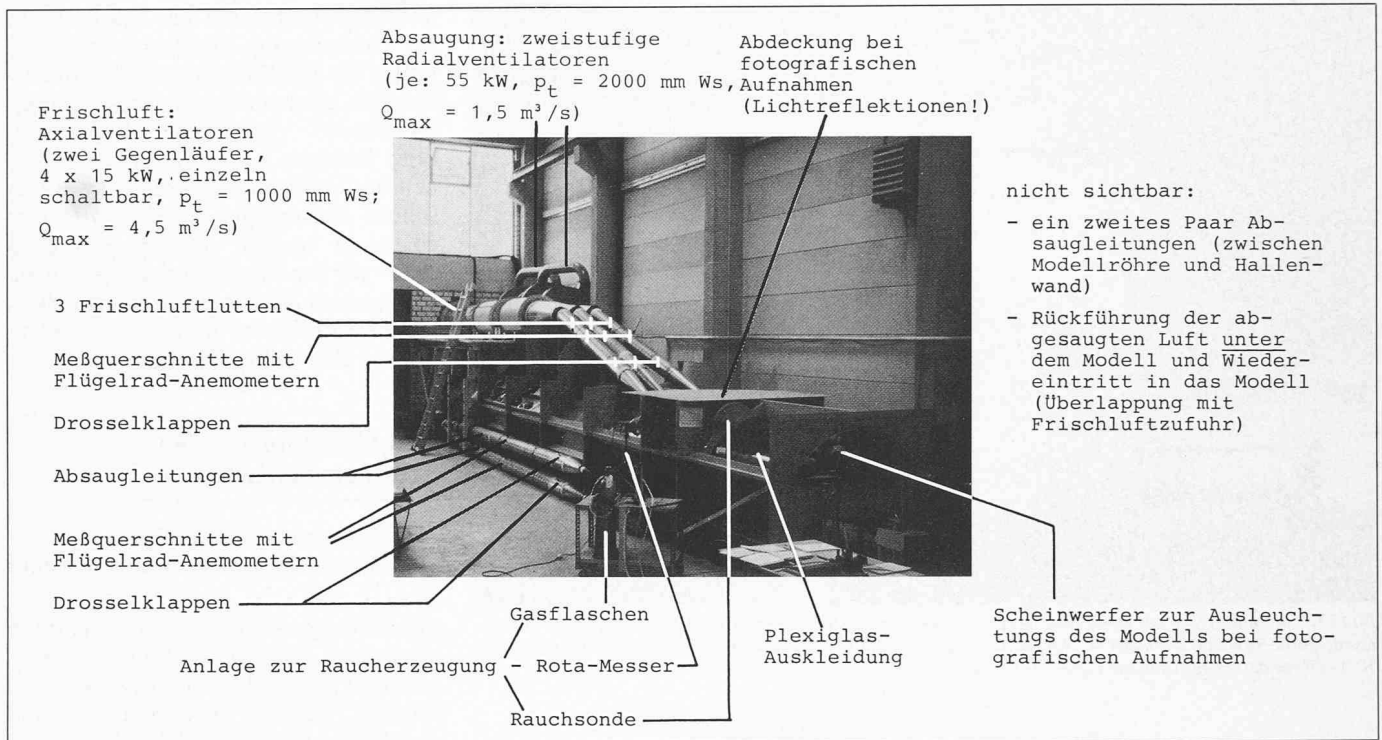 Absaugung: zweistufige
Radialventilatoren
(je: 55 kW, pt = 2000 mm Ws,
Qmax = 1,5 m³/s)
Abdeckung bei
fotografischen
Aufnahmen
(Lichtreflektionen!)
Frischluft:
Axialventilatoren
(zwei Gegenläufer,
4 x 15 kW, einzeln
schaltbar, pt = 1000 mm Ws;
Qmax = 4,5 m³/s)
3 Frischluftlutten
Meßquerschnitte mit
Flügelrad-Anemometern
Drosselklappen
Absaugleitungen
Meßquerschnitte mit
Flügelrad-Anemometern
Drosselklappen
nicht sichtbar:
- ein zweites Paar Ab-
saugleitungen (zwischen
Modellröhre und Hallen-
wand)
- Rückführung der ab-
gesaugten Luft unter
dem Modell und Wieder-
eintritt in das Modell
(Überlappung mit
Frischluftzufuhr)
Gasflaschen
Anlage zur Raucherzeugung - Rota-Messer
Rauchsonde
Plexiglas-
Auskleidung
Scheinwerfer zur Ausleuch-
tungs des Modells bei foto-
grafischen Aufnahmen